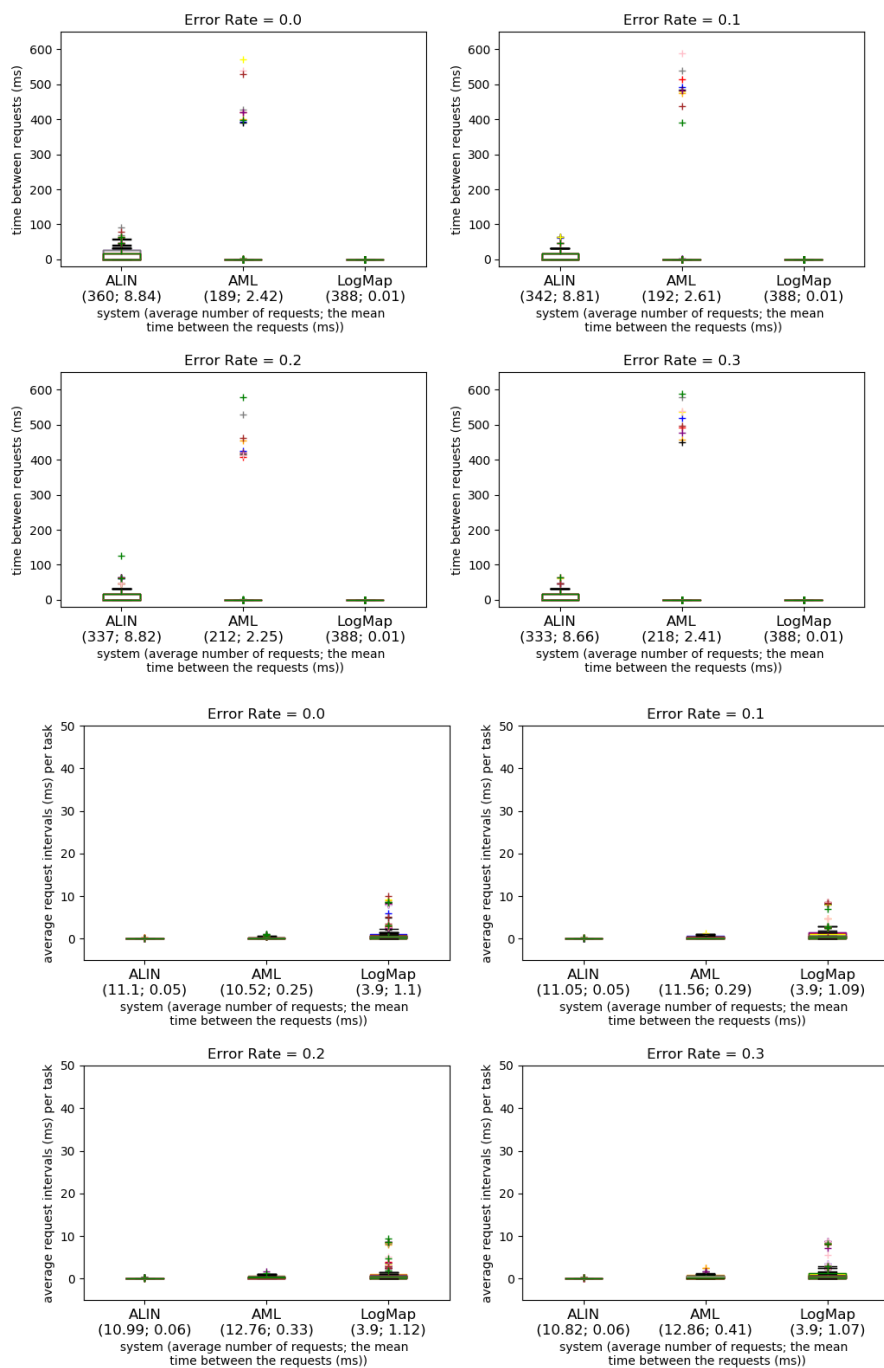 Error Rate = 0.0
time between requests (ms)
600
500
400
300
200
100
0
ALIN
(360; 8.84)
AML
(189; 2.42)
LogMap
(388; 0.01)
system (average number of requests; the mean
time between the requests (ms))
Error Rate = 0.1
time between requests (ms)
600
500
400
300
200
100
0
ALIN
(342; 8.81)
AML
(192; 2.61)
LogMap
(388; 0.01)
system (average number of requests; the mean
time between the requests (ms))
Error Rate = 0.2
time between requests (ms)
600
500
400
300
200
100
0
ALIN
(337; 8.82)
AML
(212; 2.25)
LogMap
(388; 0.01)
system (average number of requests; the mean
time between the requests (ms))
Error Rate = 0.3
time between requests (ms)
600
500
400
300
200
100
0
ALIN
(333; 8.66)
AML
(218; 2.41)
LogMap
(388; 0.01)
system (average number of requests; the mean
time between the requests (ms))
Error Rate = 0.0
average request intervals (ms) per task
50
40
30
20
10
0
ALIN
(11.1; 0.05)
AML
(10.52; 0.25)
LogMap
(3.9; 1.1)
system (average number of requests; the mean
time between the requests (ms))
Error Rate = 0.1
average request intervals (ms) per task
50
40
30
20
10
0
ALIN
(11.05; 0.05)
AML
(11.56; 0.29)
LogMap
(3.9; 1.09)
system (average number of requests; the mean
time between the requests (ms))
Error Rate = 0.2
average request intervals (ms) per task
50
40
30
20
10
0
ALIN
(10.99; 0.06)
AML
(12.76; 0.33)
LogMap
(3.9; 1.12)
system (average number of requests; the mean
time between the requests (ms))
Error Rate = 0.3
average request intervals (ms) per task
50
40
30
20
10
0
ALIN
(10.82; 0.06)
AML
(12.86; 0.41)
LogMap
(3.9; 1.07)
system (average number of requests; the mean
time between the requests (ms))